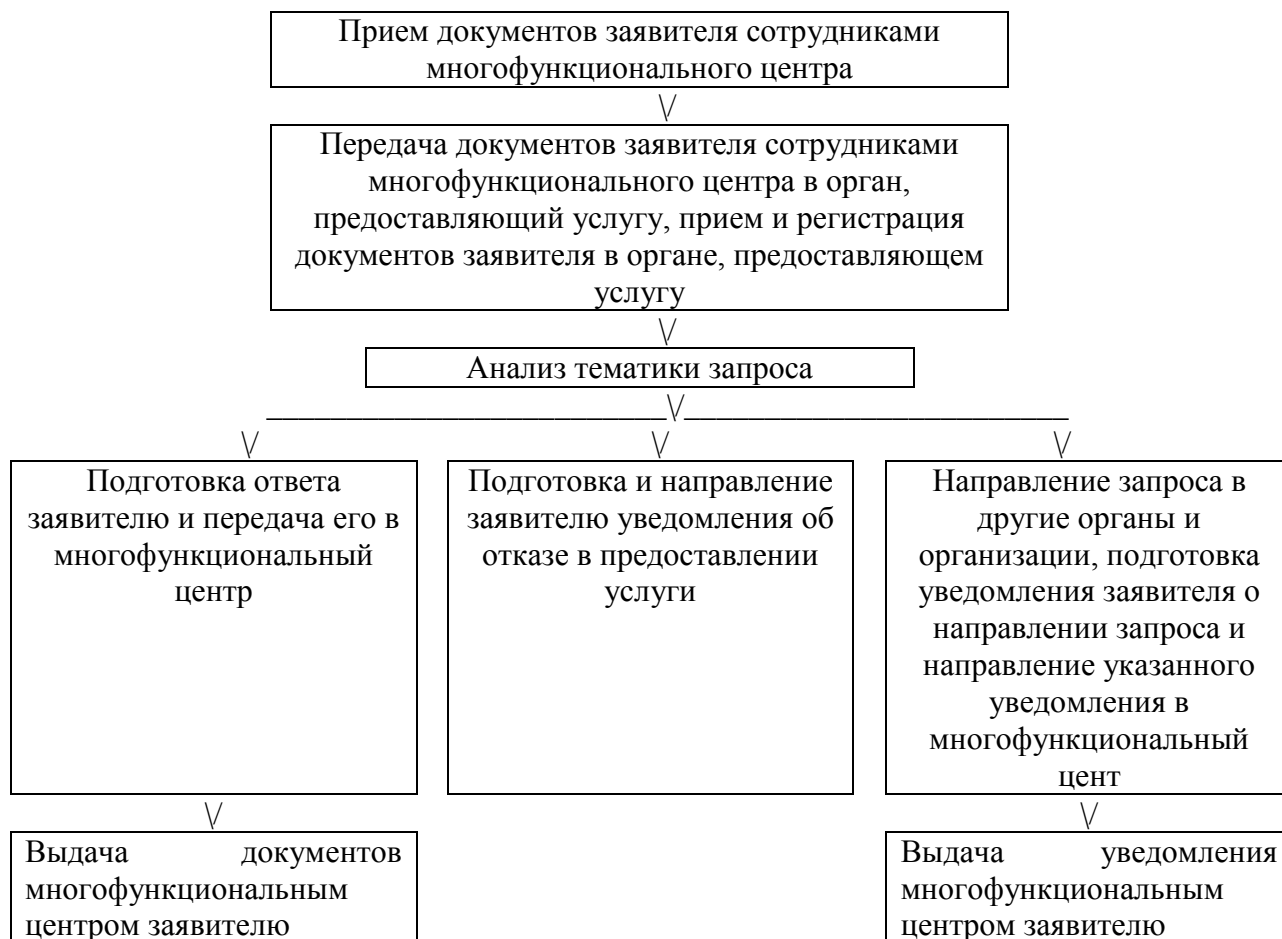 Прием документов заявителя сотрудниками
многофункционального центра
\/
Передача документов заявителя сотрудниками
многофункционального центра в орган,
предоставляющий услугу, прием и регистрация
документов заявителя в органе, предоставляющем
услугу
\/
Анализ тематики запроса
_________________________\/________________________
\/ \/ \/
Подготовка ответа
заявителю и передача его в
многофункциональный
центр
Подготовка и направление
заявителю уведомления об
отказе в предоставлении
услуги
Направление запроса в
другие органы и
организации, подготовка
уведомления заявителя о
направлении запроса и
направление указанного
уведомления в
многофункциональный
цент
\/ \/
Выдача документов
многофункциональным
центром заявителю
Выдача уведомления
многофункциональным
центром заявителю